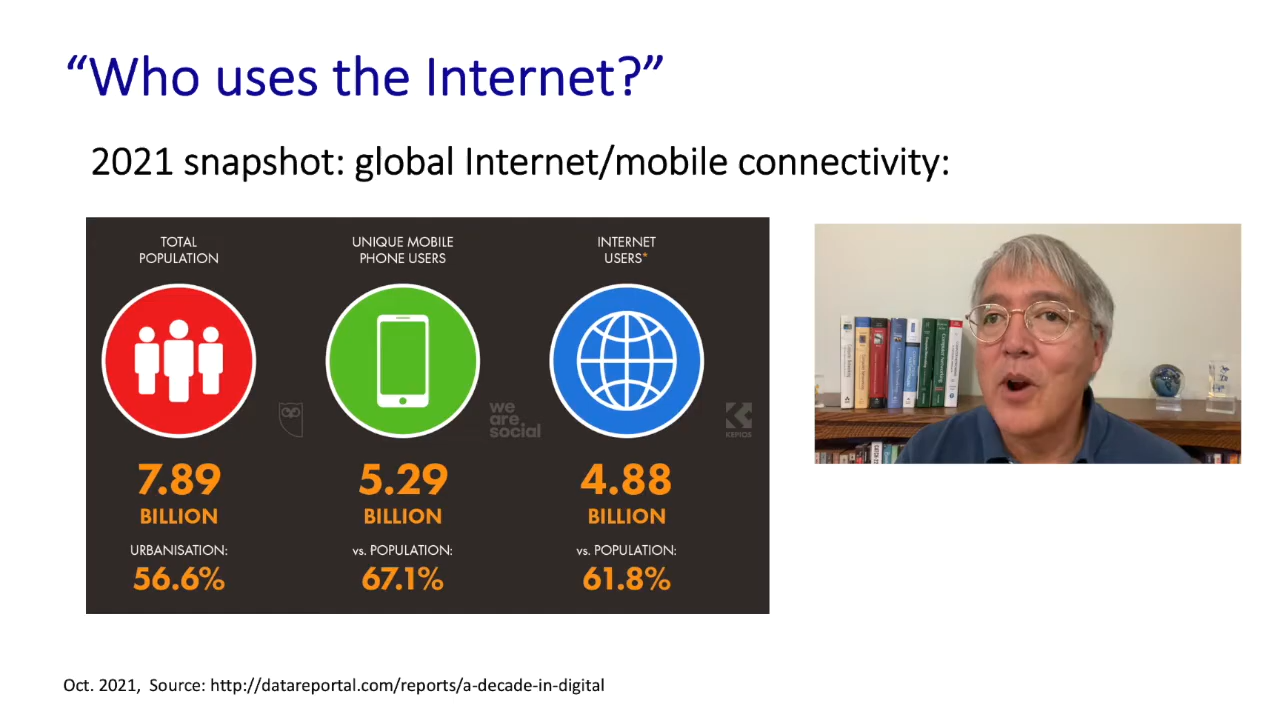 “Who uses the Internet?”
2021 snapshot: global Internet/mobile connectivity:
TOTAL
POPULATION
UNIQUE MOBILE
PHONE USERS
INTERNET
USERS*
we
are
social
KEPIOS
7.89
BILLION
5.29
BILLION
4.88
BILLION
URBANISATION:
56.6%
vs. POPULATION:
67.1%
vs. POPULATION:
61.8%
Oct. 2021, Source: http://datareportal.com/reports/a-decade-in-digital